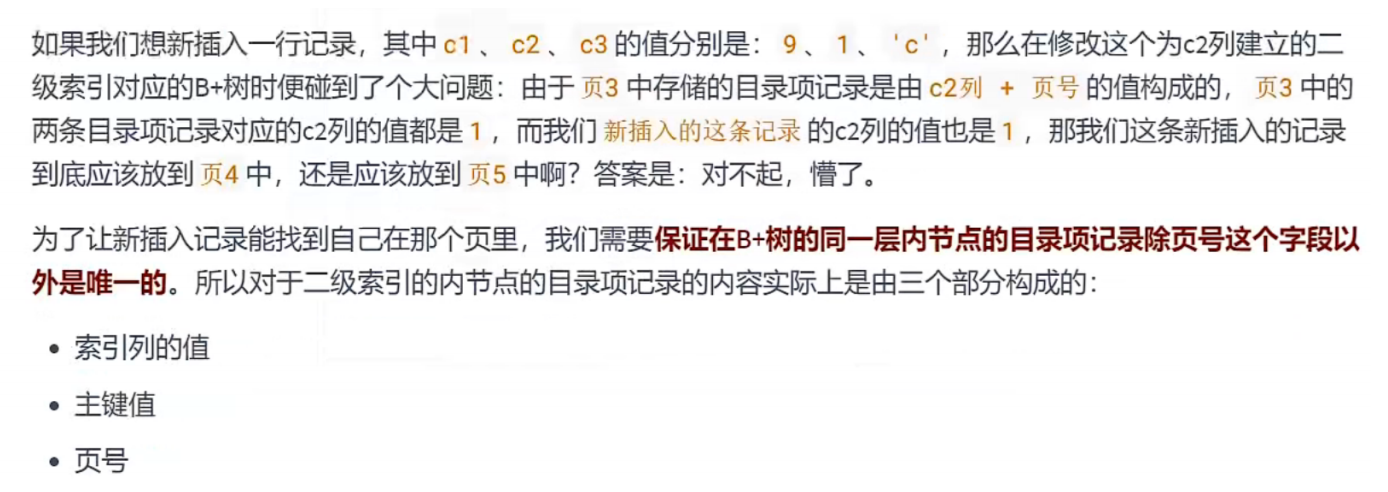 如果我们想新插入一行记录，其中 c1 、 c2 、 c3 的值分别是： 9 、 1 、 'c' ，那么在修改这个为c2列建立的二
级索引对应的B+树时便碰到了个大问题：由于 页3 中存储的目录项记录是由 c2列 + 页号 的值构成的， 页3 中的
两条目录项记录对应的c2列的值都是 1 ，而我们 新插入的这条记录 的c2列的值也是 1 ，那我们这条新插入的记录
到底应该放到 页4 中，还是应该放到 页5 中啊？答案是：对不起，懵了。
为了让新插入记录能找到自己在那个页里，我们需要保证在B+树的同一层内节点的目录项记录除页号这个字段以
外是唯一的。所以对于二级索引的内节点的目录项记录的内容实际上是由三个部分构成的：
• 索引列的值
• 主键值
• 页号